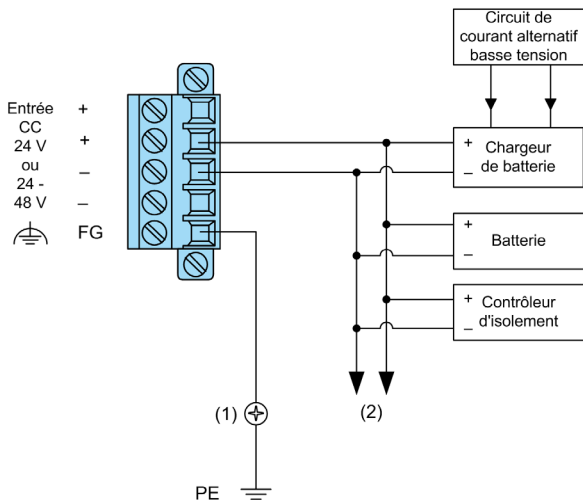 Circuit de
courant alternatif
basse tension
Entrée
CC
24 V
ou
24 -
48 V
+
+
–
–
FG
+
–
Chargeur
de batterie
+
–
Batterie
+
–
Contrôleur
d'isolement
(1)
(2)
PE